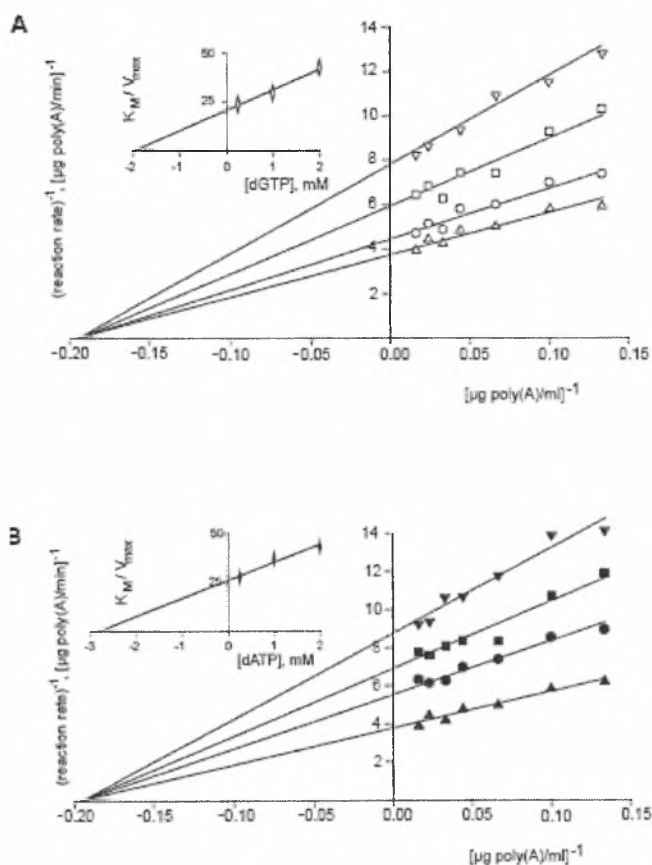 A
(reaction rate)⁻¹, [µg poly(A)/min]⁻¹
14
12
10
8
6
4
2
-0.20 -0.15 -0.10 -0.05 0.00 0.05 0.10 0.15
[µg poly(A)/ml]⁻¹
K_M / V_max
50
25
-2 -1 0 1 2
[dGTP], mM
B
(reaction rate)⁻¹, [µg poly(A)/min]⁻¹
14
12
10
8
6
4
2
-0.20 -0.15 -0.10 -0.05 0.00 0.05 0.10 0.15
[µg poly(A)/ml]⁻¹
K_M / V_max
50
25
-3 -2 -1 0 1 2
[dATP], mM